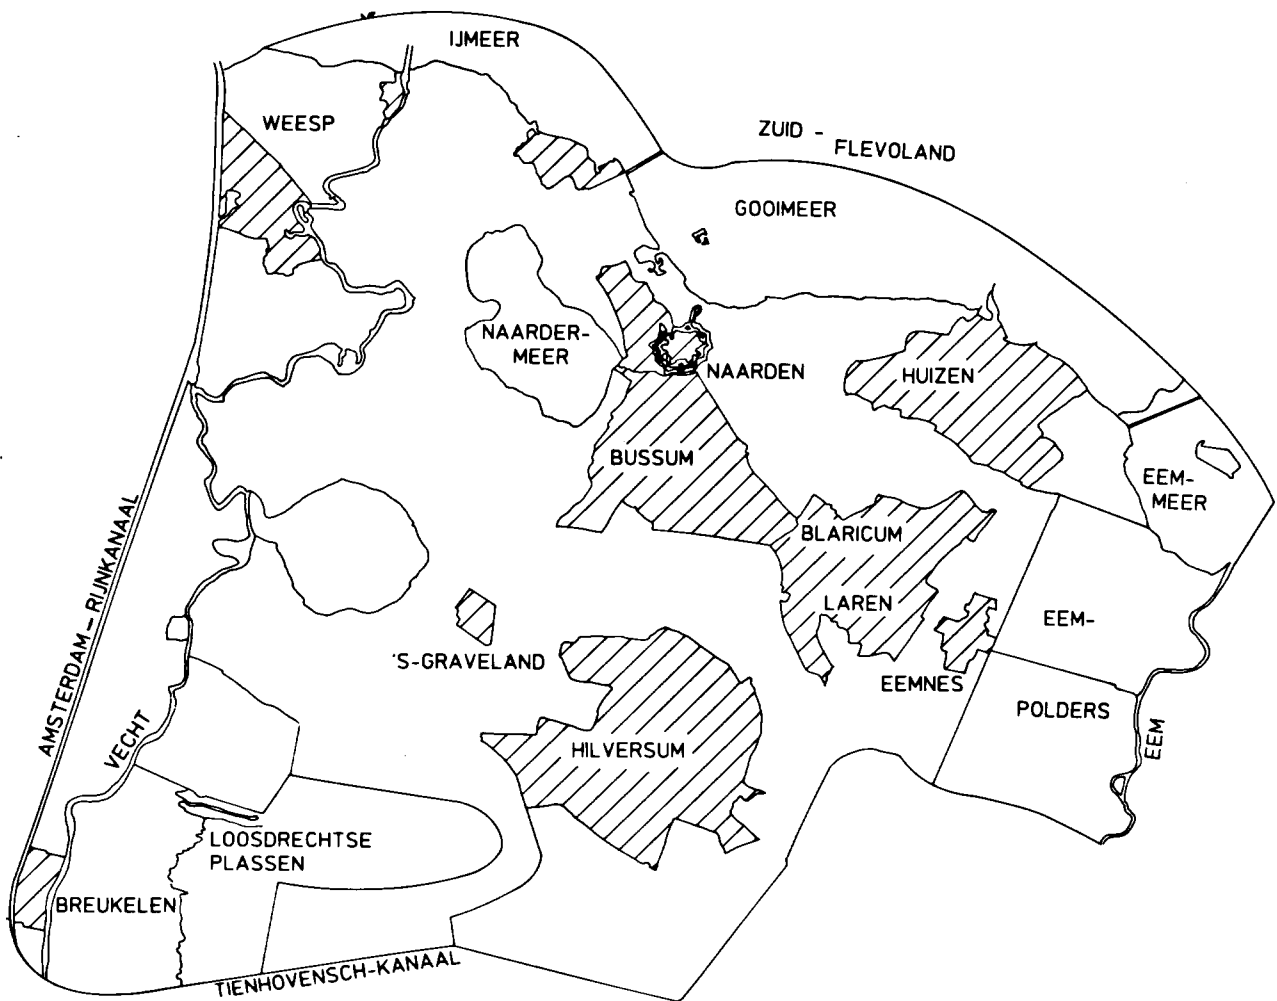 IJMEER
WEESP
ZUID -
FLEVOLAND
GOOIMEER
NAARDER-
MEER
NAARDEN
HUIZEN
BUSSUM
EEM-
MEER
BLARICUM
LAREN
EEM-
'S-GRAVELAND
EEMNES
POLDERS
AMSTERDAM - RIJNKANAAL
VECHT
HILVERSUM
EEM
LOOSDRECHTSE
PLASSEN
BREUKELEN
TIENHOVENSCH-KANAAL